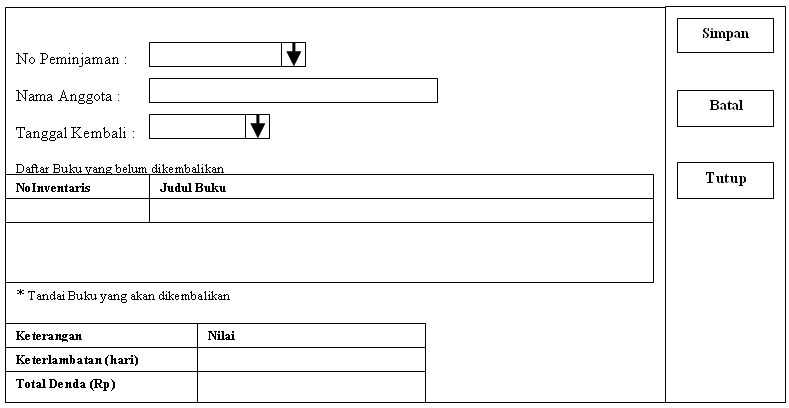 No Peminjaman :
Nama Anggota :
Tanggal Kembali :
Daftar Buku yang belum dikembalikan
NoInventaris Judul Buku
* Tandai Buku yang akan dikembalikan
Keterangan Nilai
Keterlambatan (hari)
Total Denda (Rp)
Simpan
Batal
Tutup